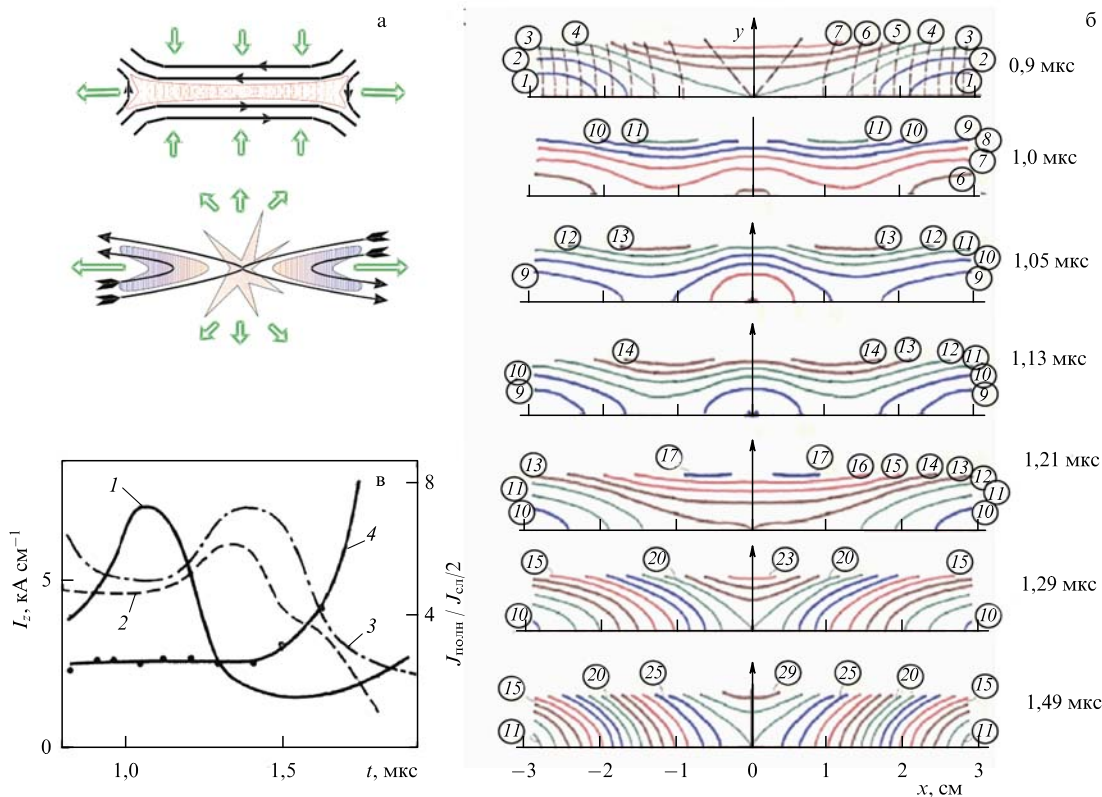 а
б
y
3 4 7 6 5 4 3
2 2
1 1
0,9 мкс
10 11 11 10 9
8
7
6
1,0 мкс
12 13 13 12 11
10
9 9
1,05 мкс
14 14 13 12 11
10 10
9 9
1,13 мкс
13 17 17 16 15 14 13
12
11 11
10 10
1,21 мкс
15 20 23 20 15
10 10
1,29 мкс
15 20 25 29 25 20 15
11 11
1,49 мкс
−3 −2 −1 0 1 2 3
x, см
в
1
2
3
4
I_z, кА см⁻¹
5
0
1,0 1,5 t, мкс
8
4
J_полн / J_сл/2